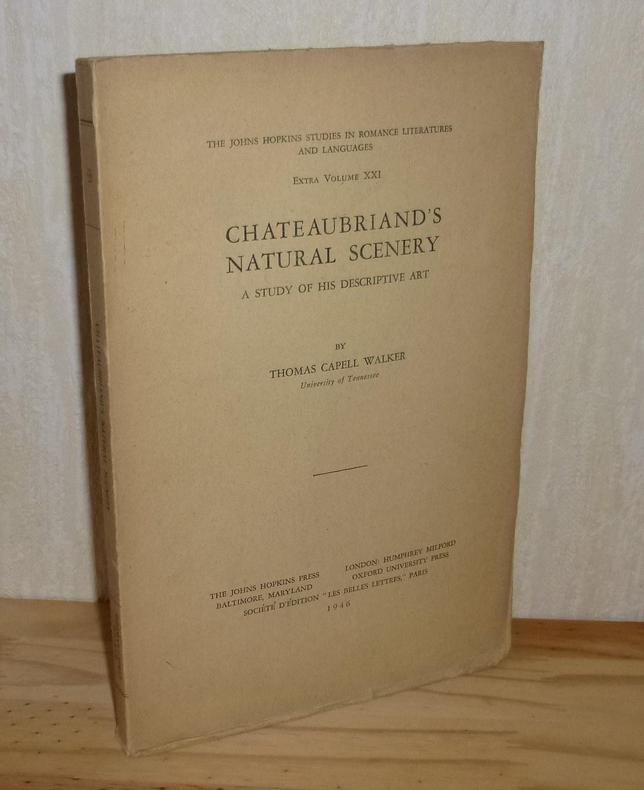 THE JOHNS HOPKINS STUDIES IN ROMANCE LITERATURES
AND LANGUAGES
EXTRA VOLUME XXI
CHATEAUBRIAND'S
NATURAL SCENERY
A STUDY OF HIS DESCRIPTIVE ART
BY
THOMAS CAPELL WALKER
University of Tennessee
THE JOHNS HOPKINS PRESS
BALTIMORE, MARYLAND
LONDON: HUMPHREY MILFORD
OXFORD UNIVERSITY PRESS
SOCIÉTÉ D'ÉDITION "LES BELLES LETTRES," PARIS
1946